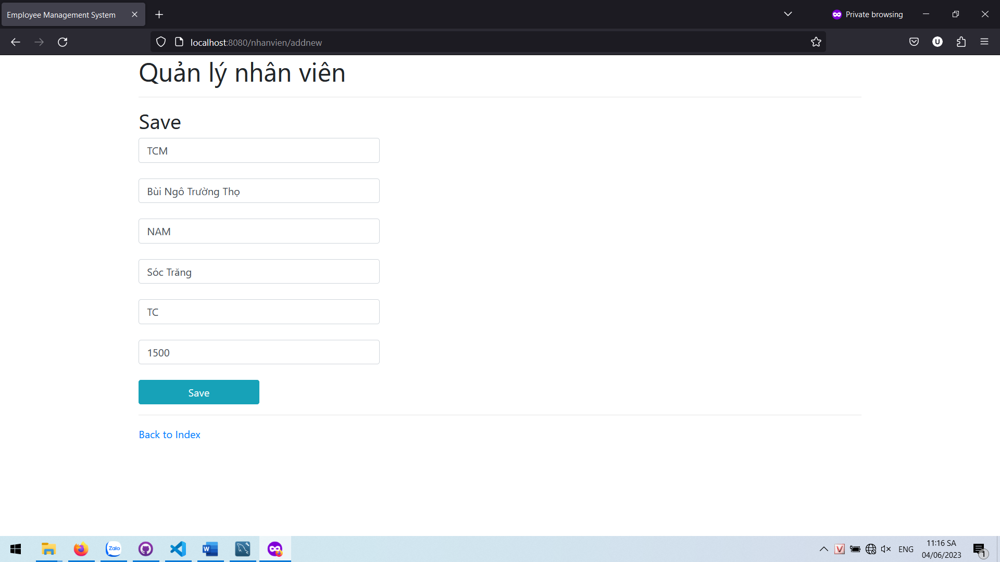 Employee Management System
Private browsing
localhost:8080/nhanvien/addnew
Quản lý nhân viên
Save
TCM
Bùi Ngô Trường Thọ
NAM
Sóc Trăng
TC
1500
Save
Back to Index
Zalo
ENG
11:16 SA
04/06/2023
1